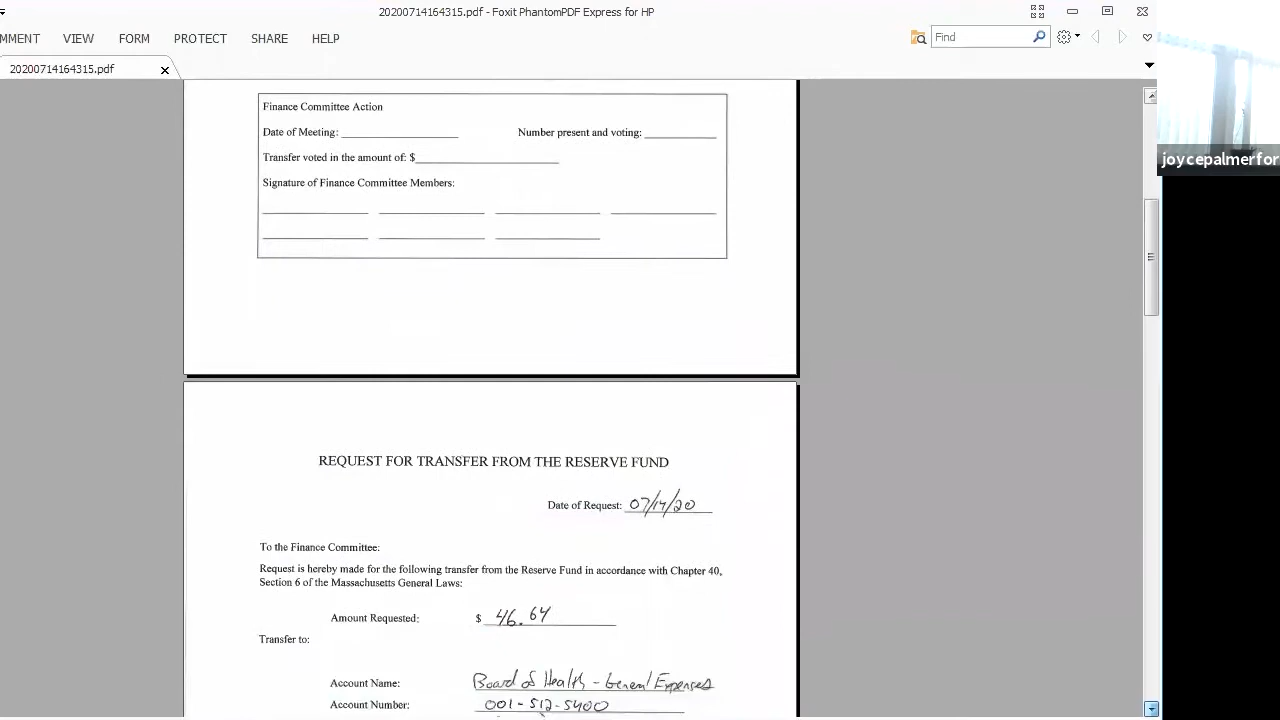 20200714164315.pdf - Foxit PhantomPDF Express for HP
MMENT VIEW FORM PROTECT SHARE HELP
Find
20200714164315.pdf
joycepalmerfor
Finance Committee Action
Date of Meeting: Number present and voting:
Transfer voted in the amount of: $
Signature of Finance Committee Members:
REQUEST FOR TRANSFER FROM THE RESERVE FUND
Date of Request: 07/14/20
To the Finance Committee:
Request is hereby made for the following transfer from the Reserve Fund in accordance with Chapter 40,
Section 6 of the Massachusetts General Laws:
Amount Requested: $ 46.64
Transfer to:
Account Name: Board of Health - General Expenses
Account Number: 001-512-5400